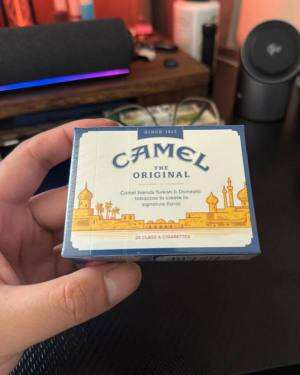 SINCE 1913
CAMEL
THE
ORIGINAL
Camel blends Turkish & Domestic
tobaccos to create its
signature flavor
20 CLASS A CIGARETTES